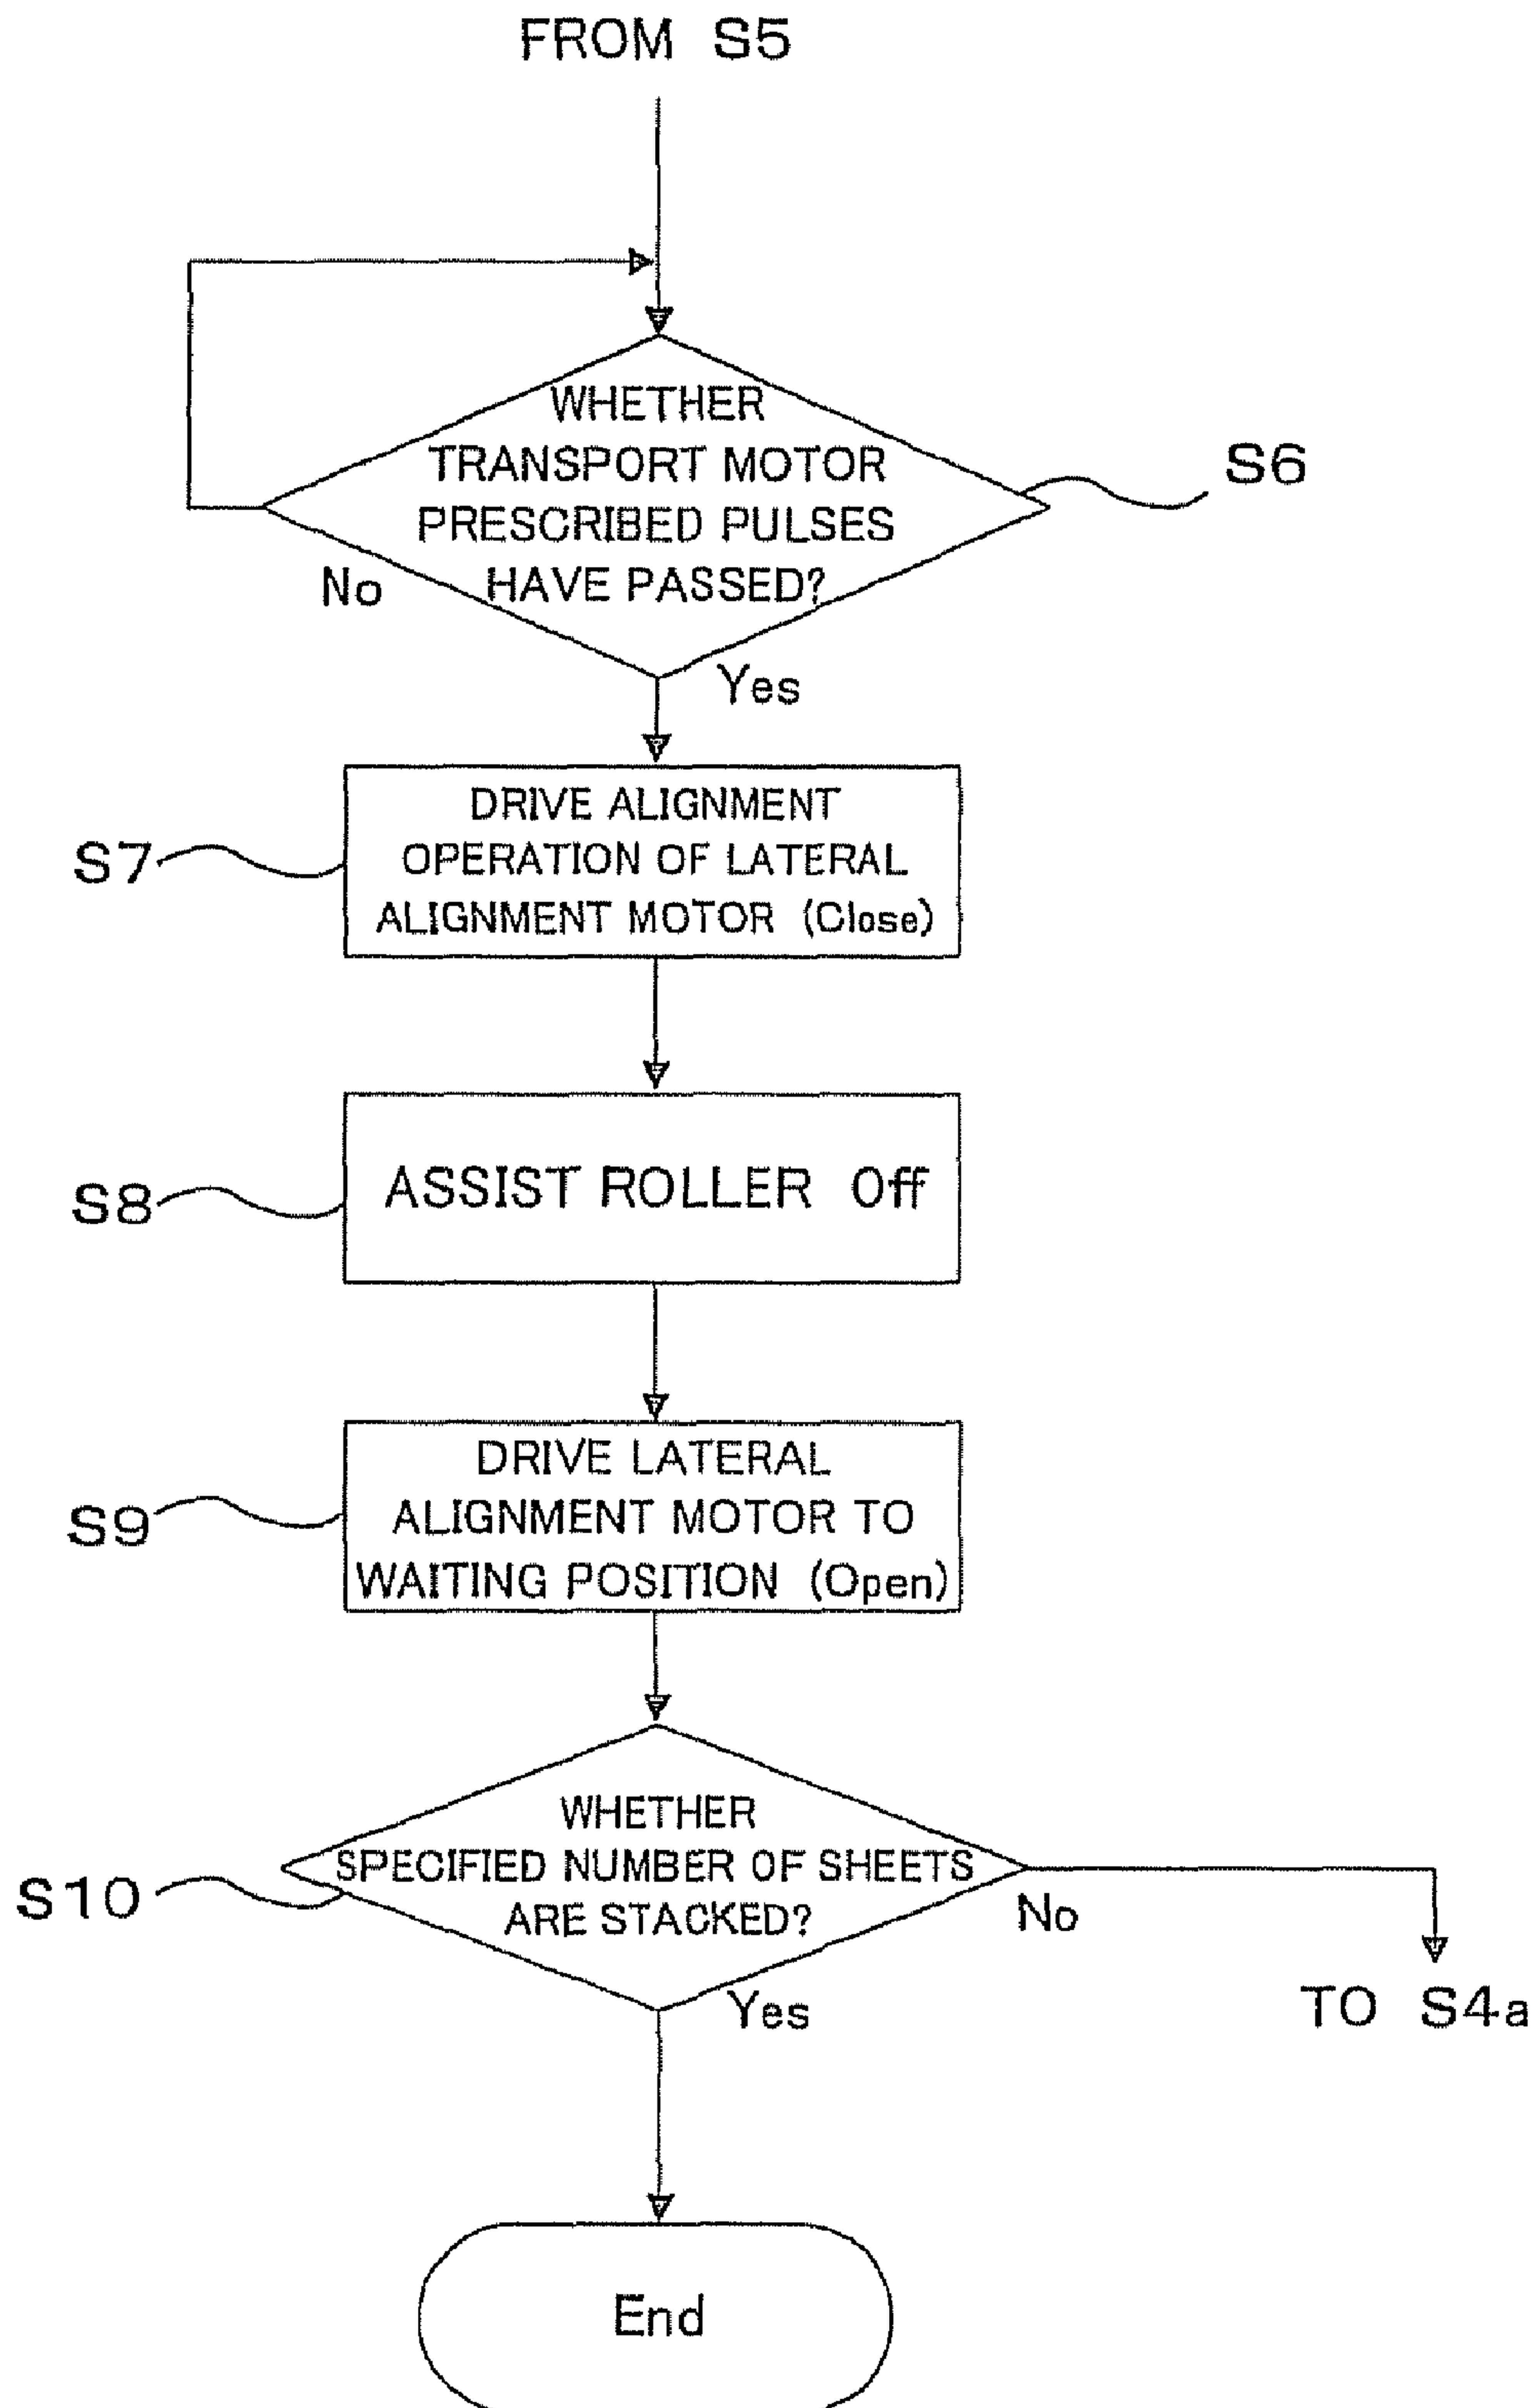 FROM S5
WHETHER
TRANSPORT MOTOR
PRESCRIBED PULSES
HAVE PASSED?
S6
No
Yes
DRIVE ALIGNMENT
OPERATION OF LATERAL
ALIGNMENT MOTOR (Close)
S7
ASSIST ROLLER Off
S8
DRIVE LATERAL
ALIGNMENT MOTOR TO
WAITING POSITION (Open)
S9
WHETHER
SPECIFIED NUMBER OF SHEETS
ARE STACKED?
S10
No
TO S4a
Yes
End